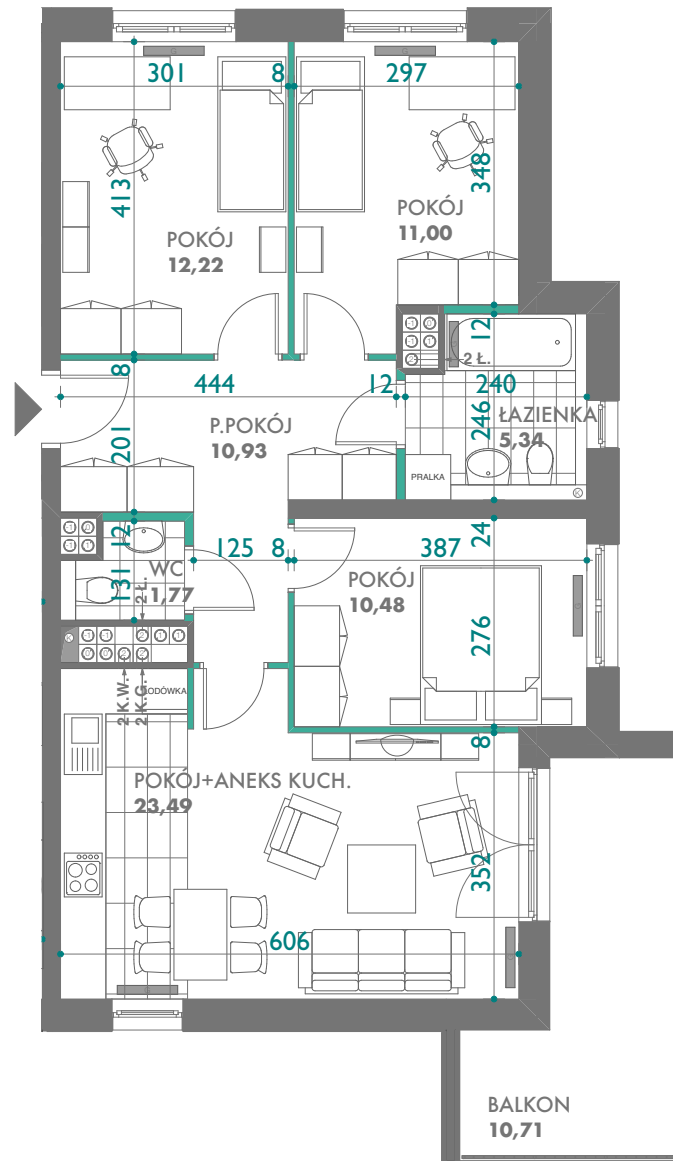 301
8
297
413
348
POKÓJ
12,22
POKÓJ
11,00
12
2 Ł.
8
444
12
240
201
P.POKÓJ
10,93
246
ŁAZIENKA
5,34
PRALKA
12
125
8
387
24
131
WC
1,77
2 Ł.
POKÓJ
10,48
276
2 K.W.
2 K.G.
LODÓWKA
8
POKÓJ+ANEKS KUCH.
23,49
352
606
BALKON
10,71